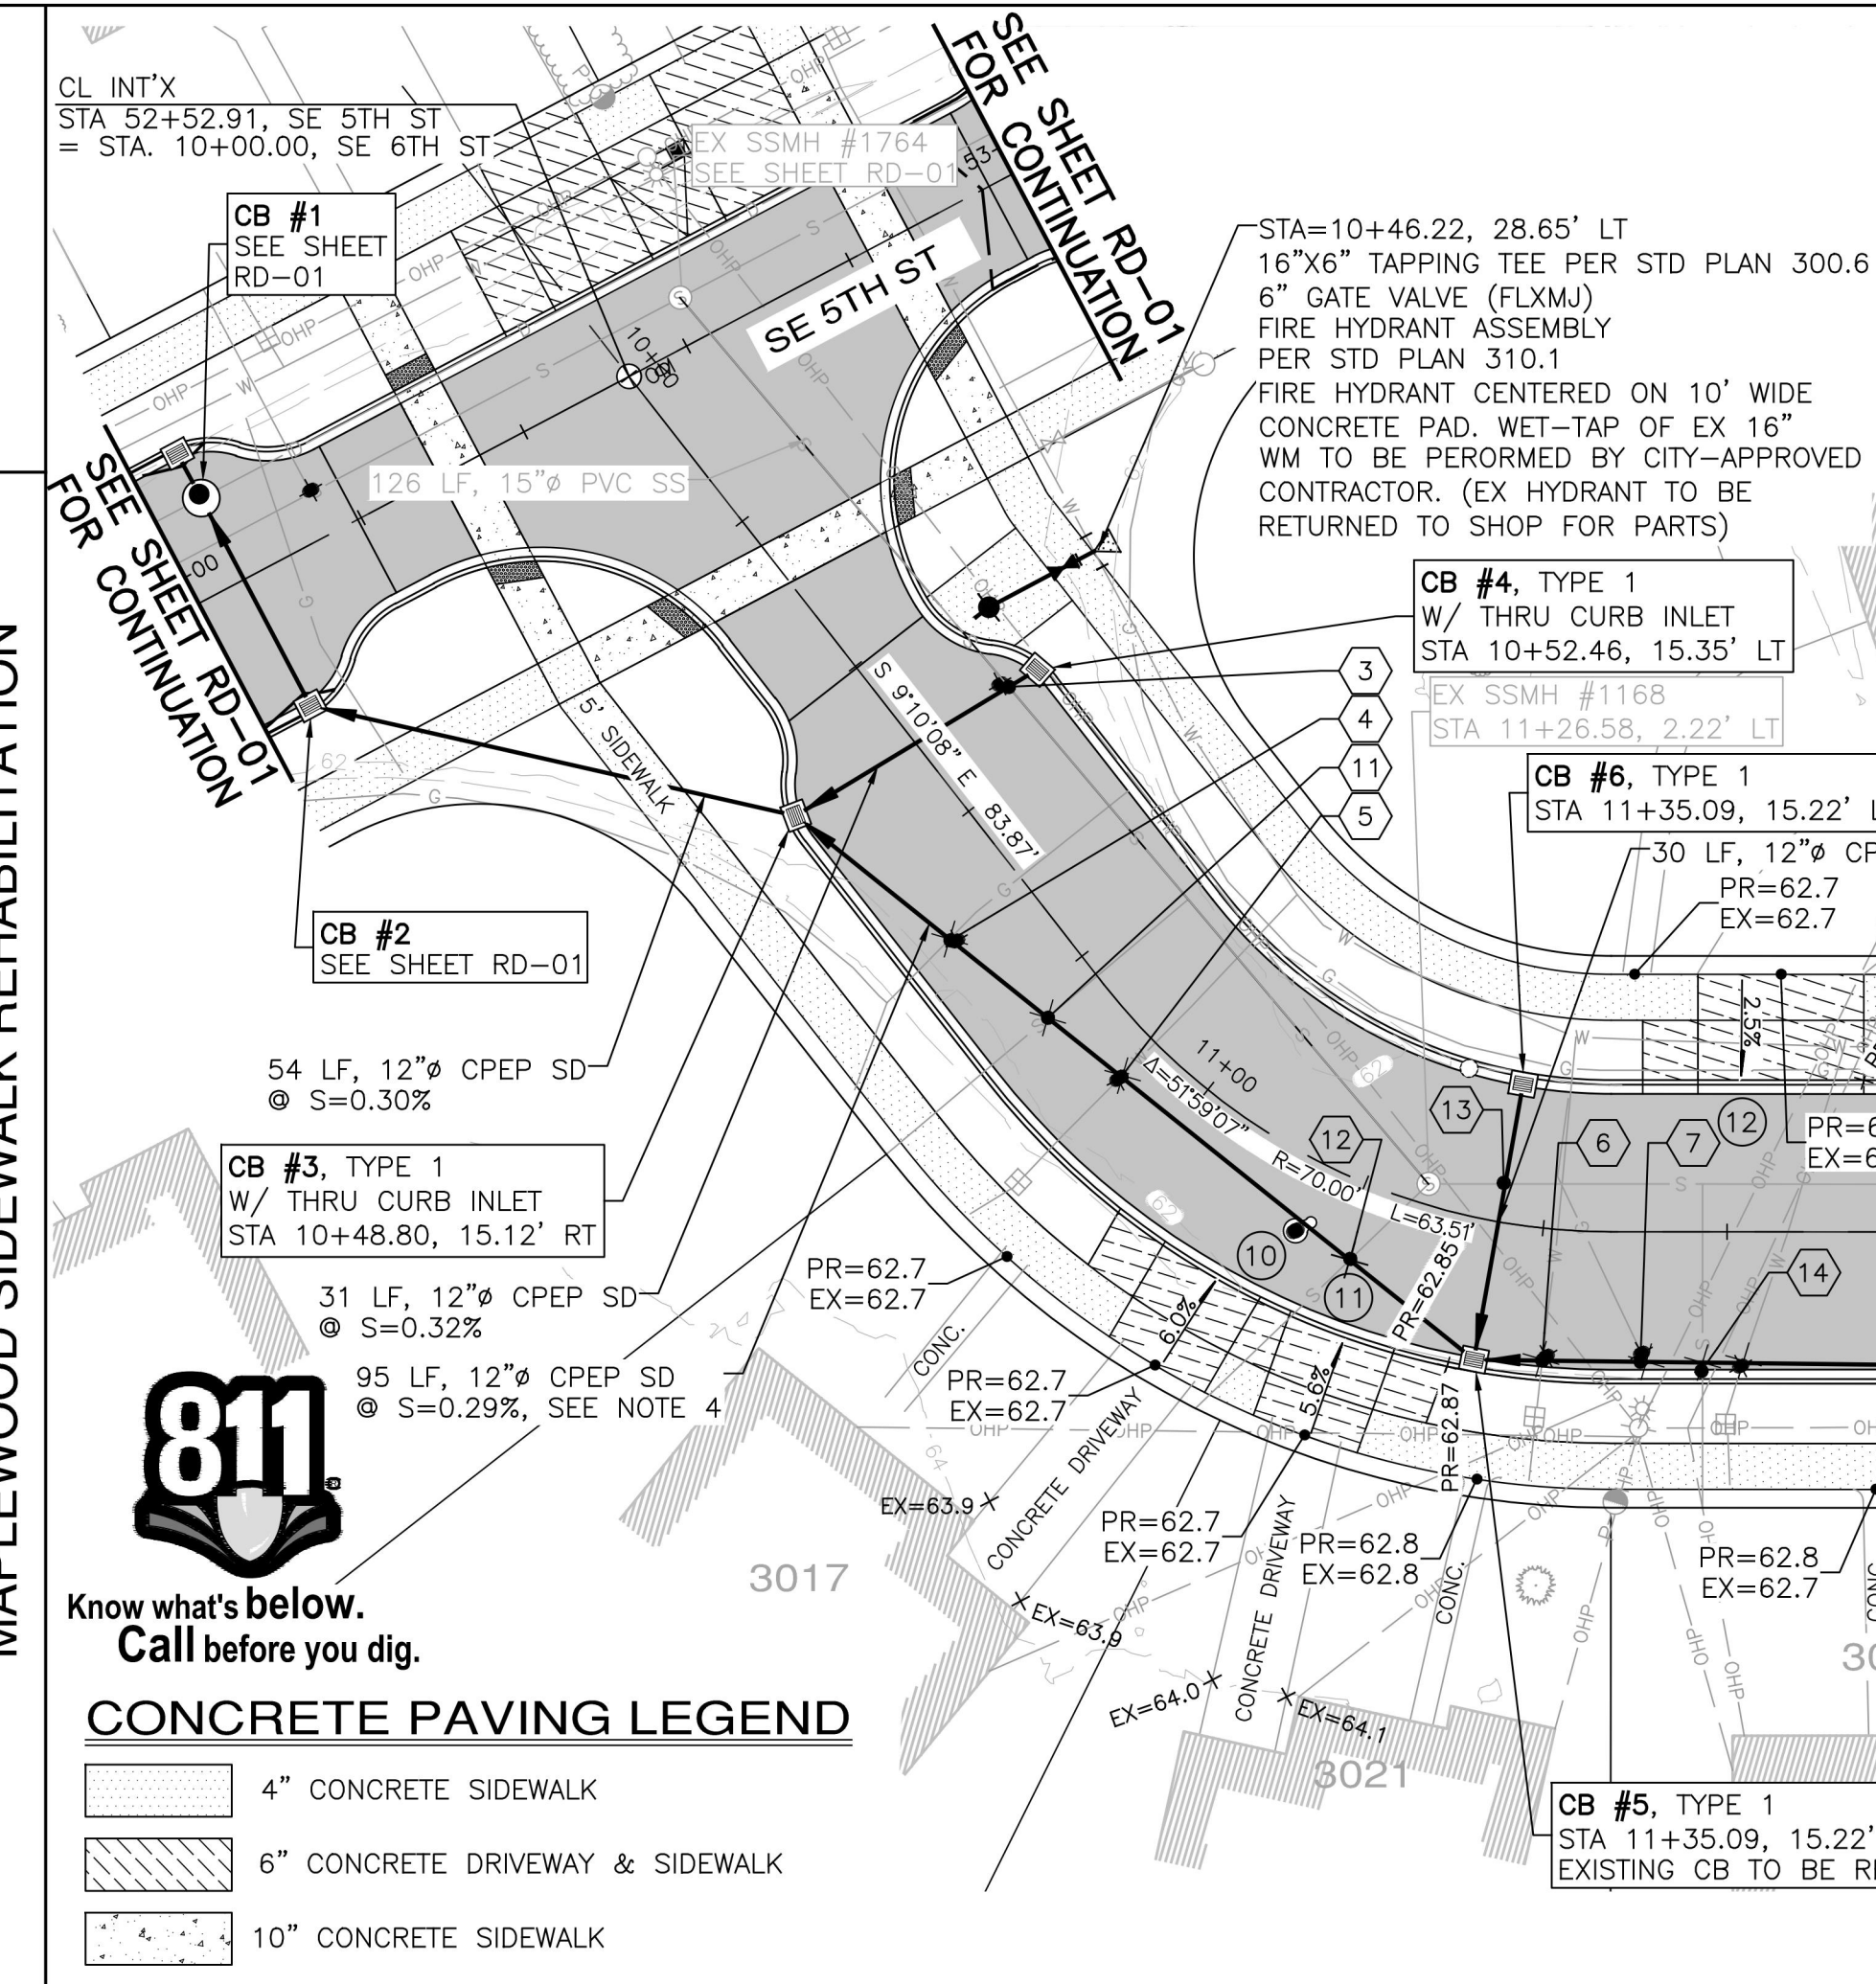 MAPLEWOOD SIDEWALK REHABILITATION
CL INT'X
STA 52+52.91, SE 5TH ST
= STA. 10+00.00, SE 6TH ST
CB #1
SEE SHEET
RD-01
EX SSMH #1764
SEE SHEET RD-01
SEE SHEET RD-01
FOR CONTINUATION
SE 5TH ST
53
10+00
126 LF, 15"ø PVC SS
SEE SHEET RD-01
FOR CONTINUATION
-00
STA=10+46.22, 28.65' LT
16"X6" TAPPING TEE PER STD PLAN 300.6
6" GATE VALVE (FLXMJ)
FIRE HYDRANT ASSEMBLY
PER STD PLAN 310.1
FIRE HYDRANT CENTERED ON 10' WIDE
CONCRETE PAD. WET-TAP OF EX 16"
WM TO BE PERORMED BY CITY-APPROVED
CONTRACTOR. (EX HYDRANT TO BE
RETURNED TO SHOP FOR PARTS)
CB #4, TYPE 1
W/ THRU CURB INLET
STA 10+52.46, 15.35' LT
3
4
11
5
EX SSMH #1168
STA 11+26.58, 2.22' LT
CB #6, TYPE 1
STA 11+35.09, 15.22'
30 LF, 12"ø CP
PR=62.7
EX=62.7
5' SIDEWALK
S 9°10'08" E 83.87'
CB #2
SEE SHEET RD-01
54 LF, 12"ø CPEP SD
@ S=0.30%
CB #3, TYPE 1
W/ THRU CURB INLET
STA 10+48.80, 15.12' RT
31 LF, 12"ø CPEP SD
@ S=0.32%
95 LF, 12"ø CPEP SD
@ S=0.29%, SEE NOTE 4
11+00
Δ=51°59'07"
R=70.00'
L=63.51'
62
62
62
62
64
2.5%
12
13
6
7
12
14
10
11
PR=6
EX=6
PR=62.85
PR=62.87
PR=62.7
EX=62.7
6.0%
5.6%
CONC.
PR=62.7
EX=62.7
CONCRETE DRIVEWAY
EX=63.9
EX=63.9
PR=62.7
EX=62.7
CONCRETE DRIVEWAY
PR=62.8
EX=62.8
CONC.
PR=62.8
EX=62.7
CONC
EX=64.0
EX=64.1
3017
3021
30
CB #5, TYPE 1
STA 11+35.09, 15.22'
EXISTING CB TO BE
811
Know what's below.
Call before you dig.
CONCRETE PAVING LEGEND
4" CONCRETE SIDEWALK
6" CONCRETE DRIVEWAY & SIDEWALK
10" CONCRETE SIDEWALK